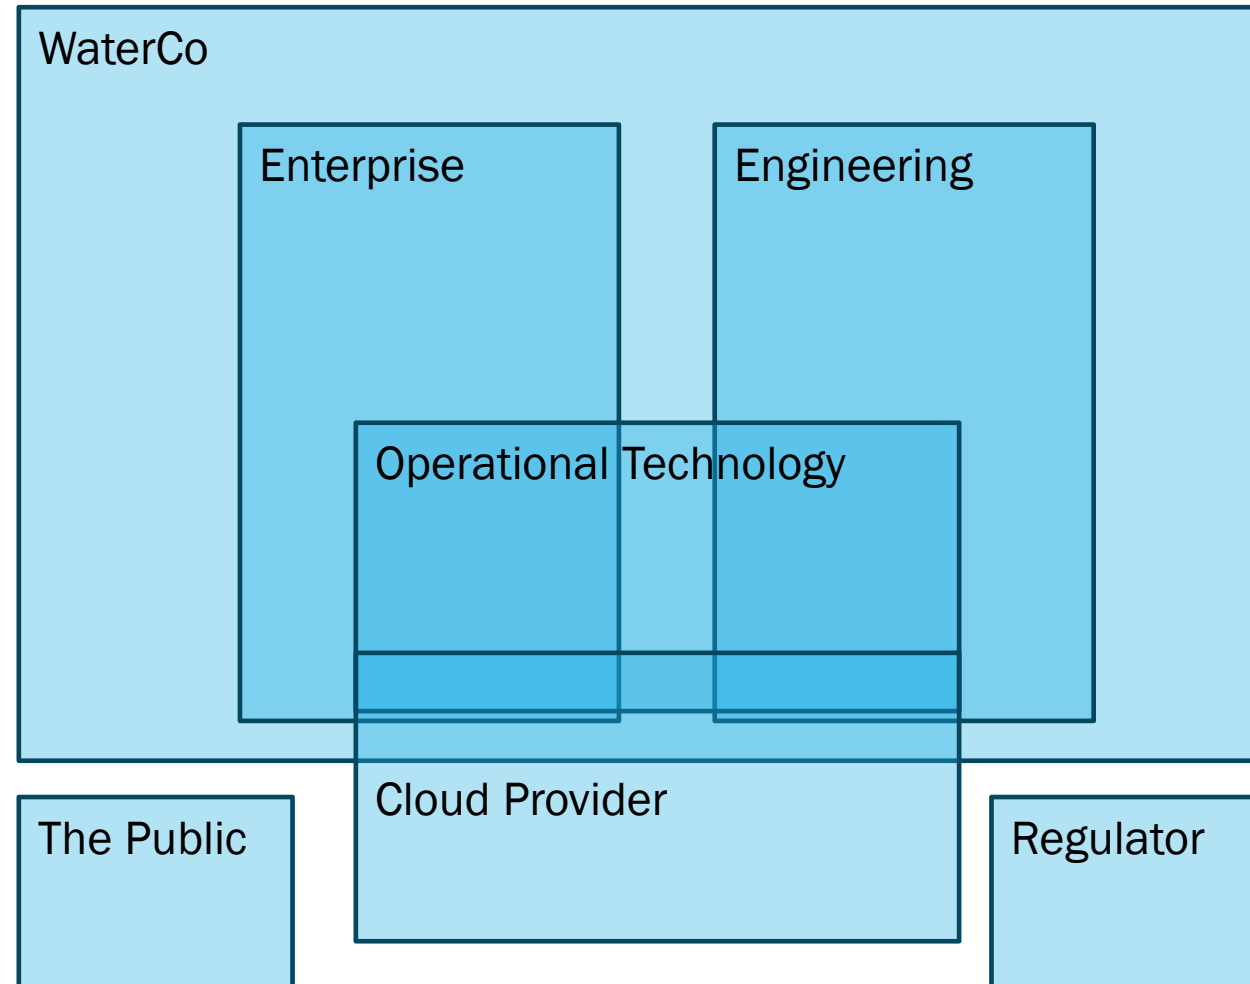 WaterCo
Enterprise
Engineering
Operational Technology
Cloud Provider
The Public
Regulator